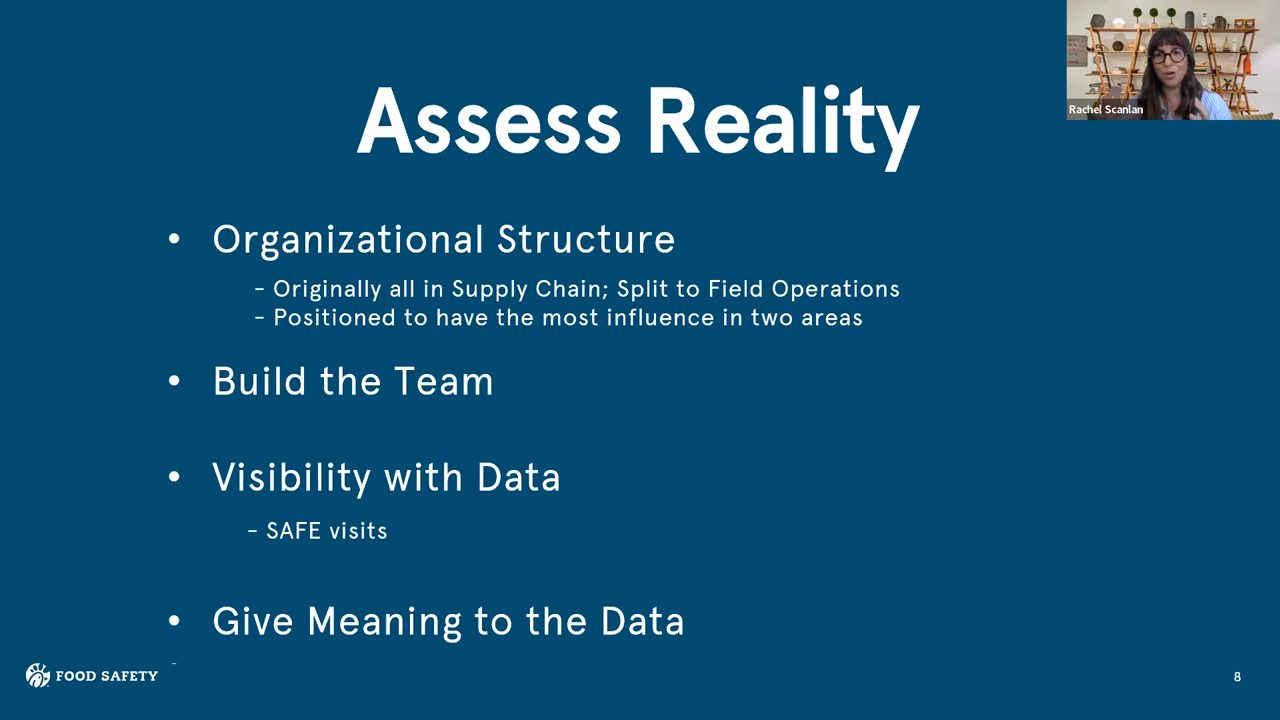 Assess Reality
Rachel Scanlan
• Organizational Structure
– Originally all in Supply Chain; Split to Field Operations
– Positioned to have the most influence in two areas
• Build the Team
• Visibility with Data
– SAFE visits
• Give Meaning to the Data
FOOD SAFETY
8